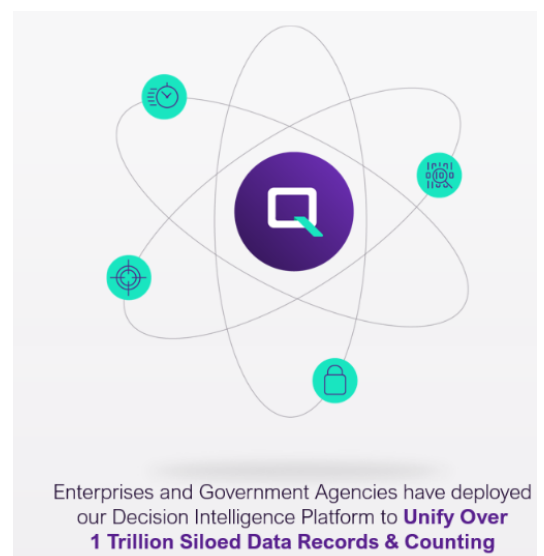 Enterprises and Government Agencies have deployed
our Decision Intelligence Platform to Unify Over
1 Trillion Siloed Data Records & Counting